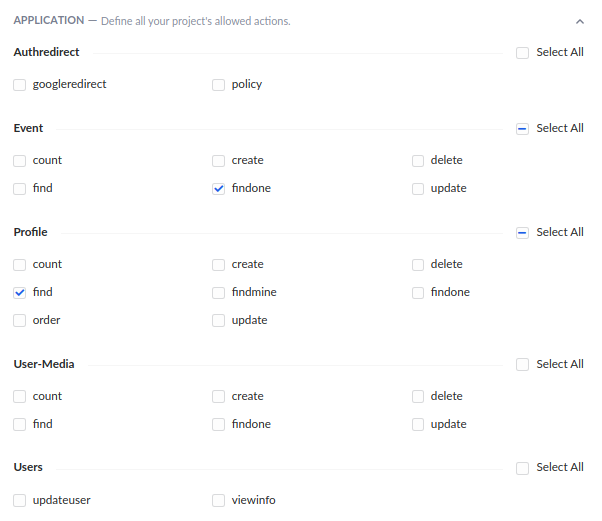 APPLICATION — Define all your project's allowed actions.
Authredirect Select All
googleredirect policy
Event Select All
count create delete
find findone update
Profile Select All
count create delete
find findmine findone
order update
User-Media Select All
count create delete
find findone update
Users Select All
updateuser viewinfo